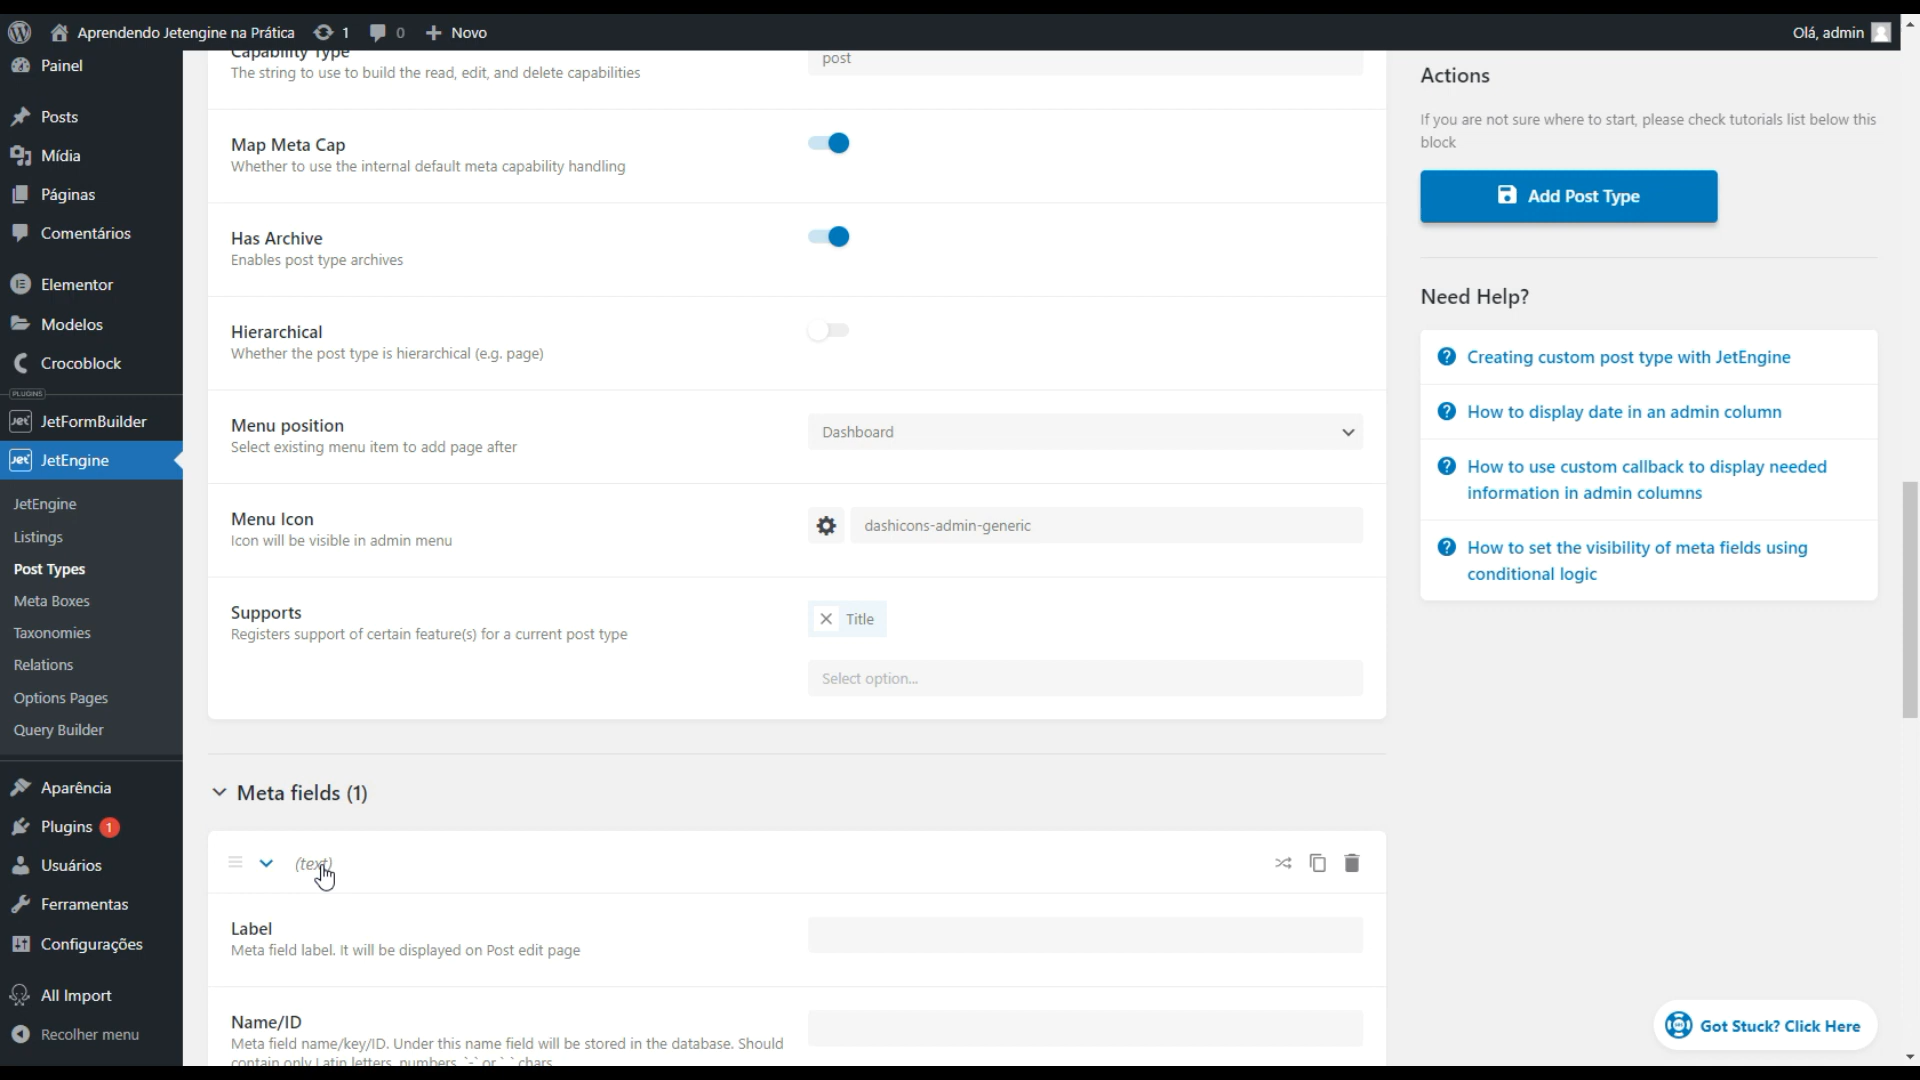 Aprendendo Jetengine na Prática
1
0
Novo
Olá, admin
Painel
Posts
Mídia
Páginas
Comentários
Elementor
Modelos
Crocoblock
PLUGINS
JetFormBuilder
JetEngine
JetEngine
Listings
Post Types
Meta Boxes
Taxonomies
Relations
Options Pages
Query Builder
Aparência
Plugins 1
Usuários
Ferramentas
Configurações
All Import
Recolher menu
Capability Type
The string to use to build the read, edit, and delete capabilities
post
Map Meta Cap
Whether to use the internal default meta capability handling
Has Archive
Enables post type archives
Hierarchical
Whether the post type is hierarchical (e.g. page)
Menu position
Select existing menu item to add page after
Dashboard
Menu Icon
Icon will be visible in admin menu
dashicons-admin-generic
Supports
Registers support of certain feature(s) for a current post type
Title
Select option...
Meta fields (1)
(text)
Label
Meta field label. It will be displayed on Post edit page
Name/ID
Meta field name/key/ID. Under this name field will be stored in the database. Should
contain only Latin letters, numbers, `-` or `_` chars
Actions
If you are not sure where to start, please check tutorials list below this
block
Add Post Type
Need Help?
Creating custom post type with JetEngine
How to display date in an admin column
How to use custom callback to display needed
information in admin columns
How to set the visibility of meta fields using
conditional logic
Got Stuck? Click Here